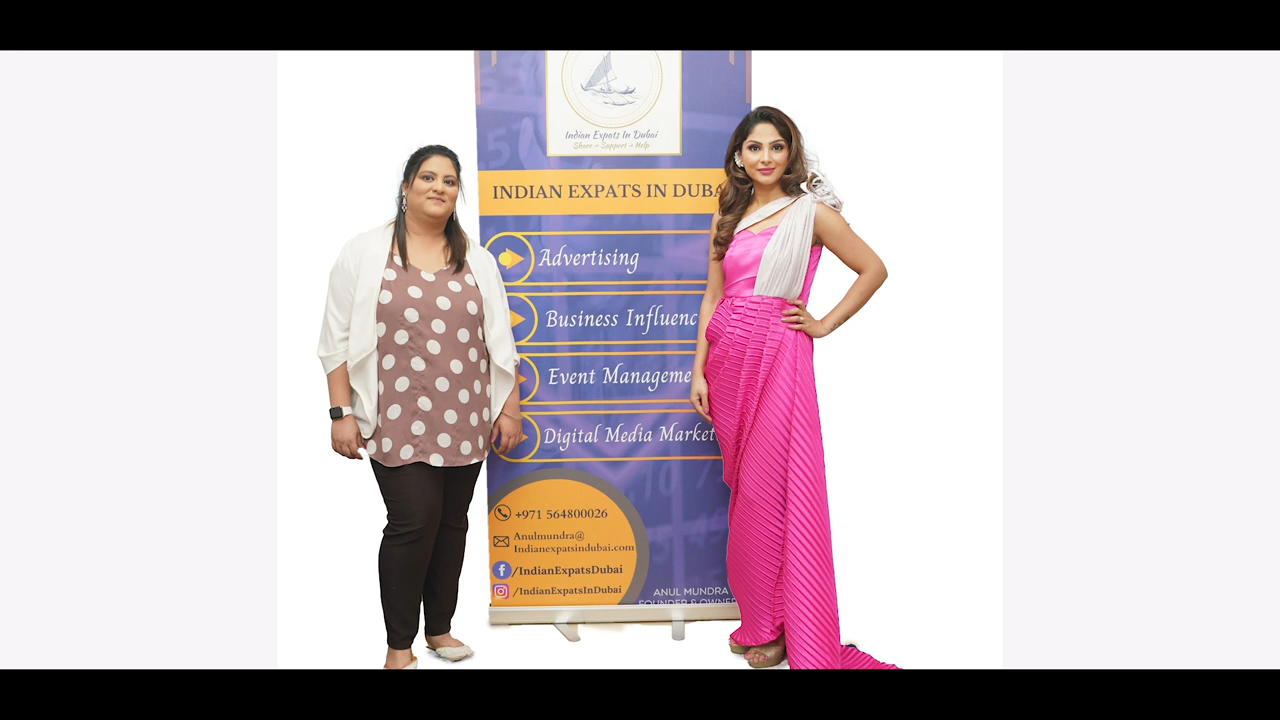 Indian Expats In Dubai
Share → Support → Help
INDIAN EXPATS IN DUBA
Advertising
Business Influenc
Event Manageme
Digital Media Market
+971 564800026
Anulmundra@
Indianexpatsindubai.com
/IndianExpatsDubai
/IndianExpatsInDubai
ANUL MUNDRA
FOUNDER & OWNER